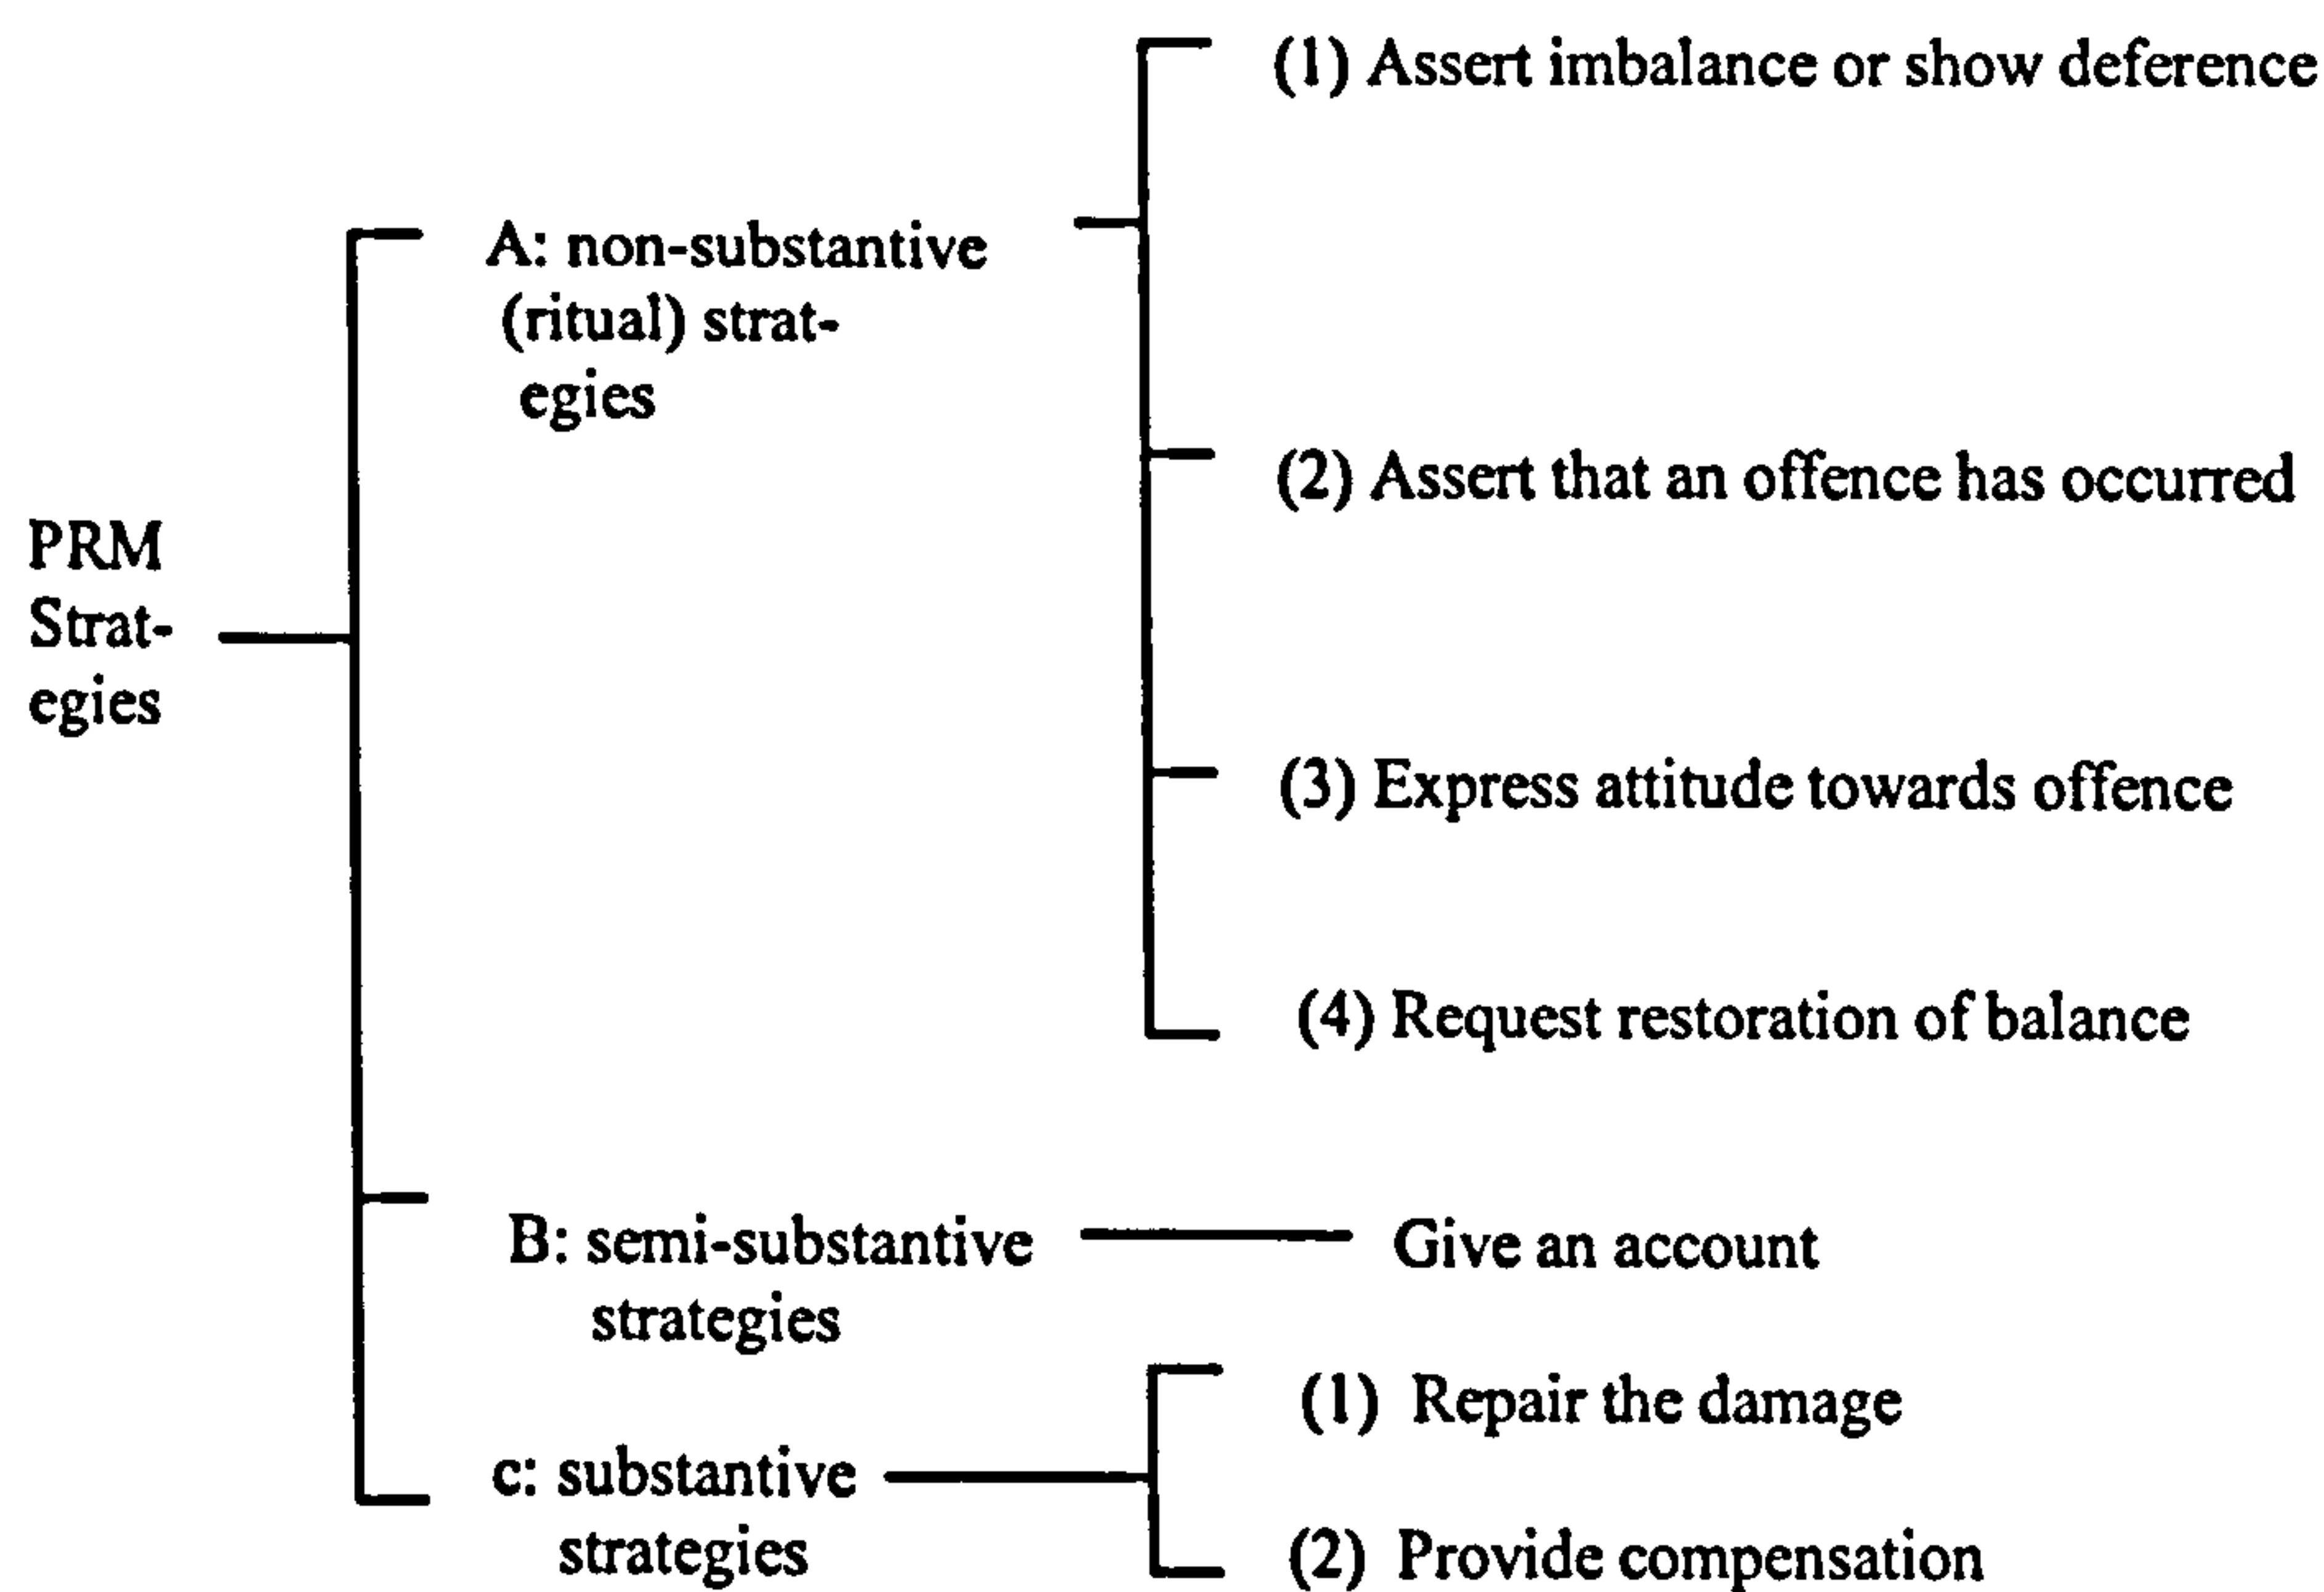 PRM
Strat-
egies
A: non-substantive
(ritual) strat-
egies
(1) Assert imbalance or show deference
(2) Assert that an offence has occurred
(3) Express attitude towards offence
(4) Request restoration of balance
B: semi-substantive
strategies
Give an account
c: substantive
strategies
(1) Repair the damage
(2) Provide compensation